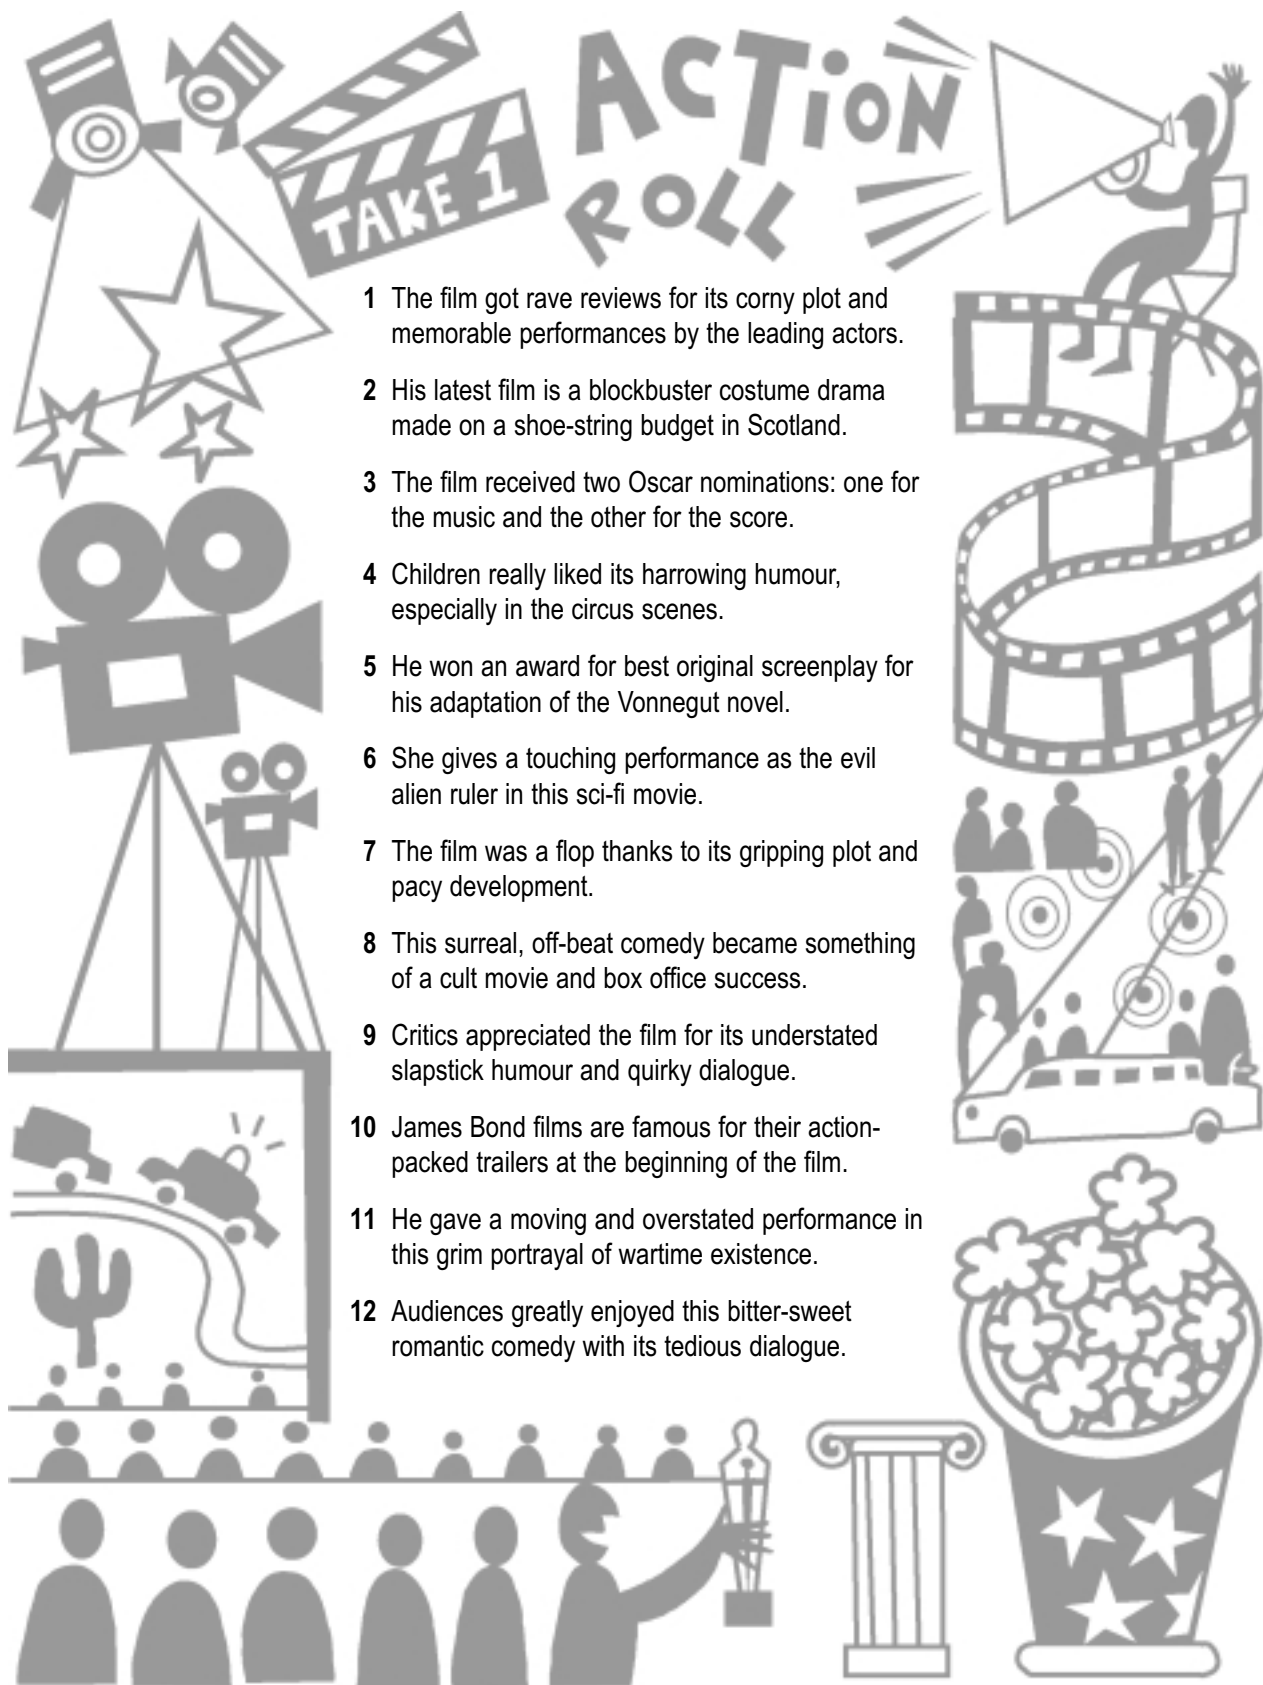 TAKE 1
ACTION
ROLL
1 The film got rave reviews for its corny plot and
memorable performances by the leading actors.
2 His latest film is a blockbuster costume drama
made on a shoe-string budget in Scotland.
3 The film received two Oscar nominations: one for
the music and the other for the score.
4 Children really liked its harrowing humour,
especially in the circus scenes.
5 He won an award for best original screenplay for
his adaptation of the Vonnegut novel.
6 She gives a touching performance as the evil
alien ruler in this sci-fi movie.
7 The film was a flop thanks to its gripping plot and
pacy development.
8 This surreal, off-beat comedy became something
of a cult movie and box office success.
9 Critics appreciated the film for its understated
slapstick humour and quirky dialogue.
10 James Bond films are famous for their action-
packed trailers at the beginning of the film.
11 He gave a moving and overstated performance in
this grim portrayal of wartime existence.
12 Audiences greatly enjoyed this bitter-sweet
romantic comedy with its tedious dialogue.